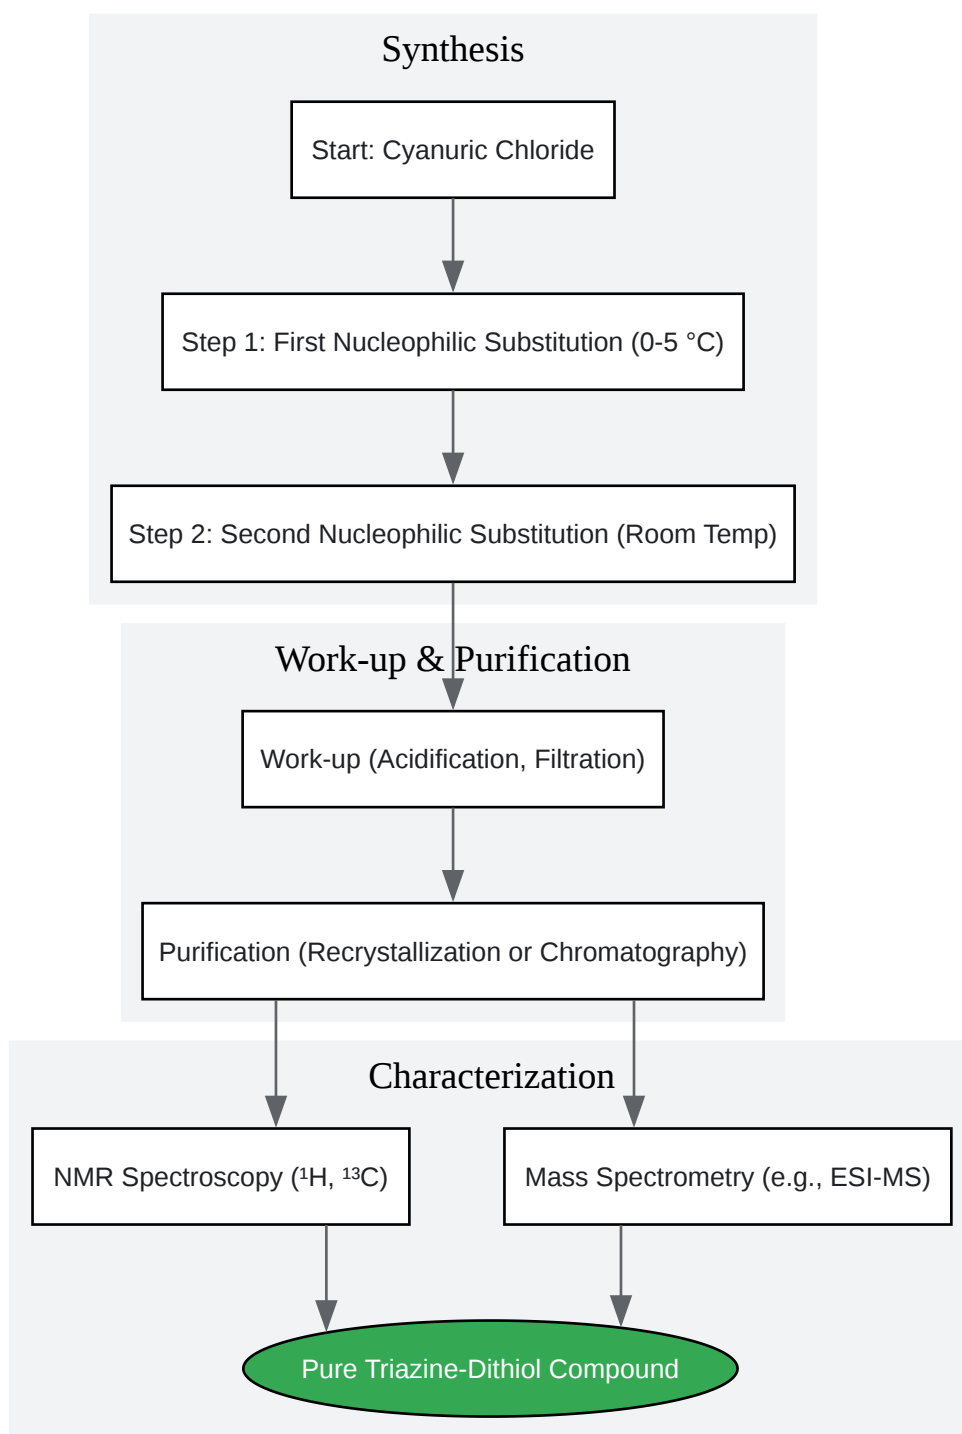 Synthesis
Start: Cyanuric Chloride
Step 1: First Nucleophilic Substitution (0-5 °C)
Step 2: Second Nucleophilic Substitution (Room Temp)
Work-up & Purification
Work-up (Acidification, Filtration)
Purification (Recrystallization or Chromatography)
Characterization
NMR Spectroscopy (¹H, ¹³C)
Mass Spectrometry (e.g., ESI-MS)
Pure Triazine-Dithiol Compound